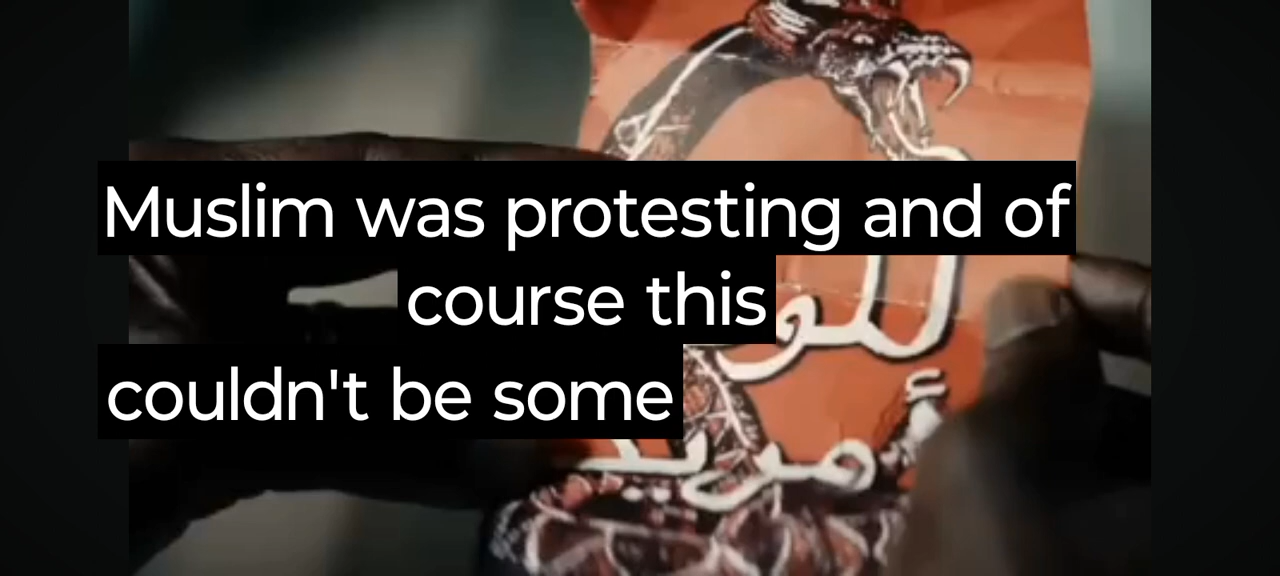 Muslim was protesting and of
course this
couldn't be some